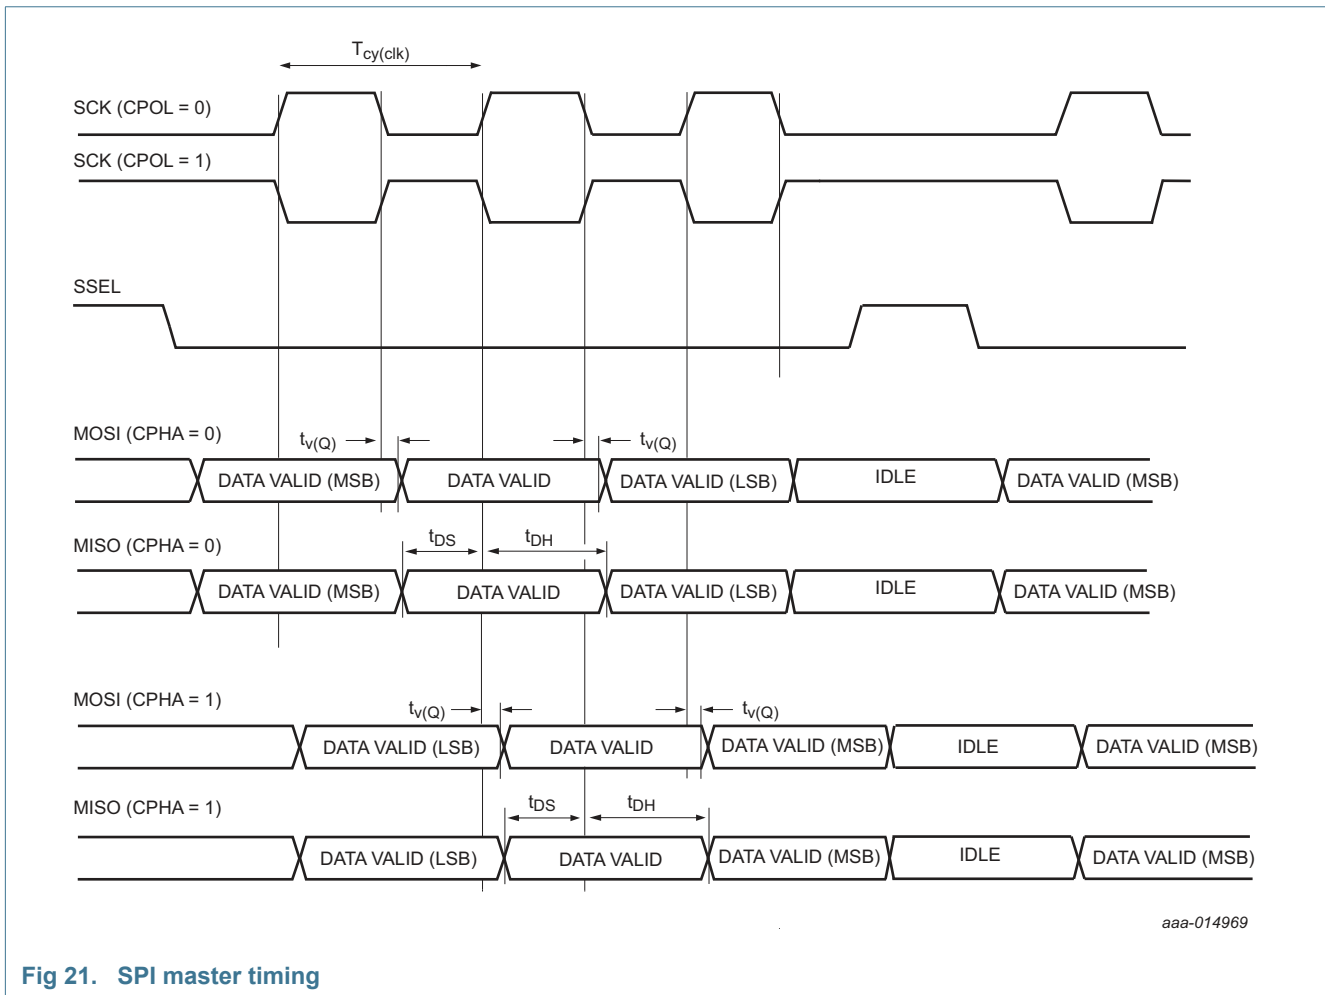 Tcy(clk)
SCK (CPOL = 0)
SCK (CPOL = 1)
SSEL
MOSI (CPHA = 0)
tv(Q) tv(Q)
DATA VALID (MSB) DATA VALID DATA VALID (LSB) IDLE DATA VALID (MSB)
MISO (CPHA = 0)
tDS tDH
DATA VALID (MSB) DATA VALID DATA VALID (LSB) IDLE DATA VALID (MSB)
MOSI (CPHA = 1)
tv(Q) tv(Q)
DATA VALID (LSB) DATA VALID DATA VALID (MSB) IDLE DATA VALID (MSB)
MISO (CPHA = 1)
tDS tDH
DATA VALID (LSB) DATA VALID DATA VALID (MSB) IDLE DATA VALID (MSB)
aaa-014969
Fig 21. SPI master timing